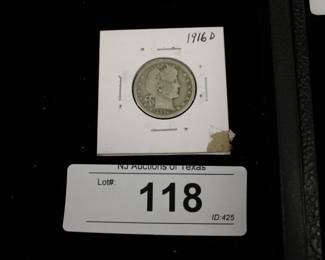 1916 D
NJ Auctions of Texas
Lot#:
118
ID:425